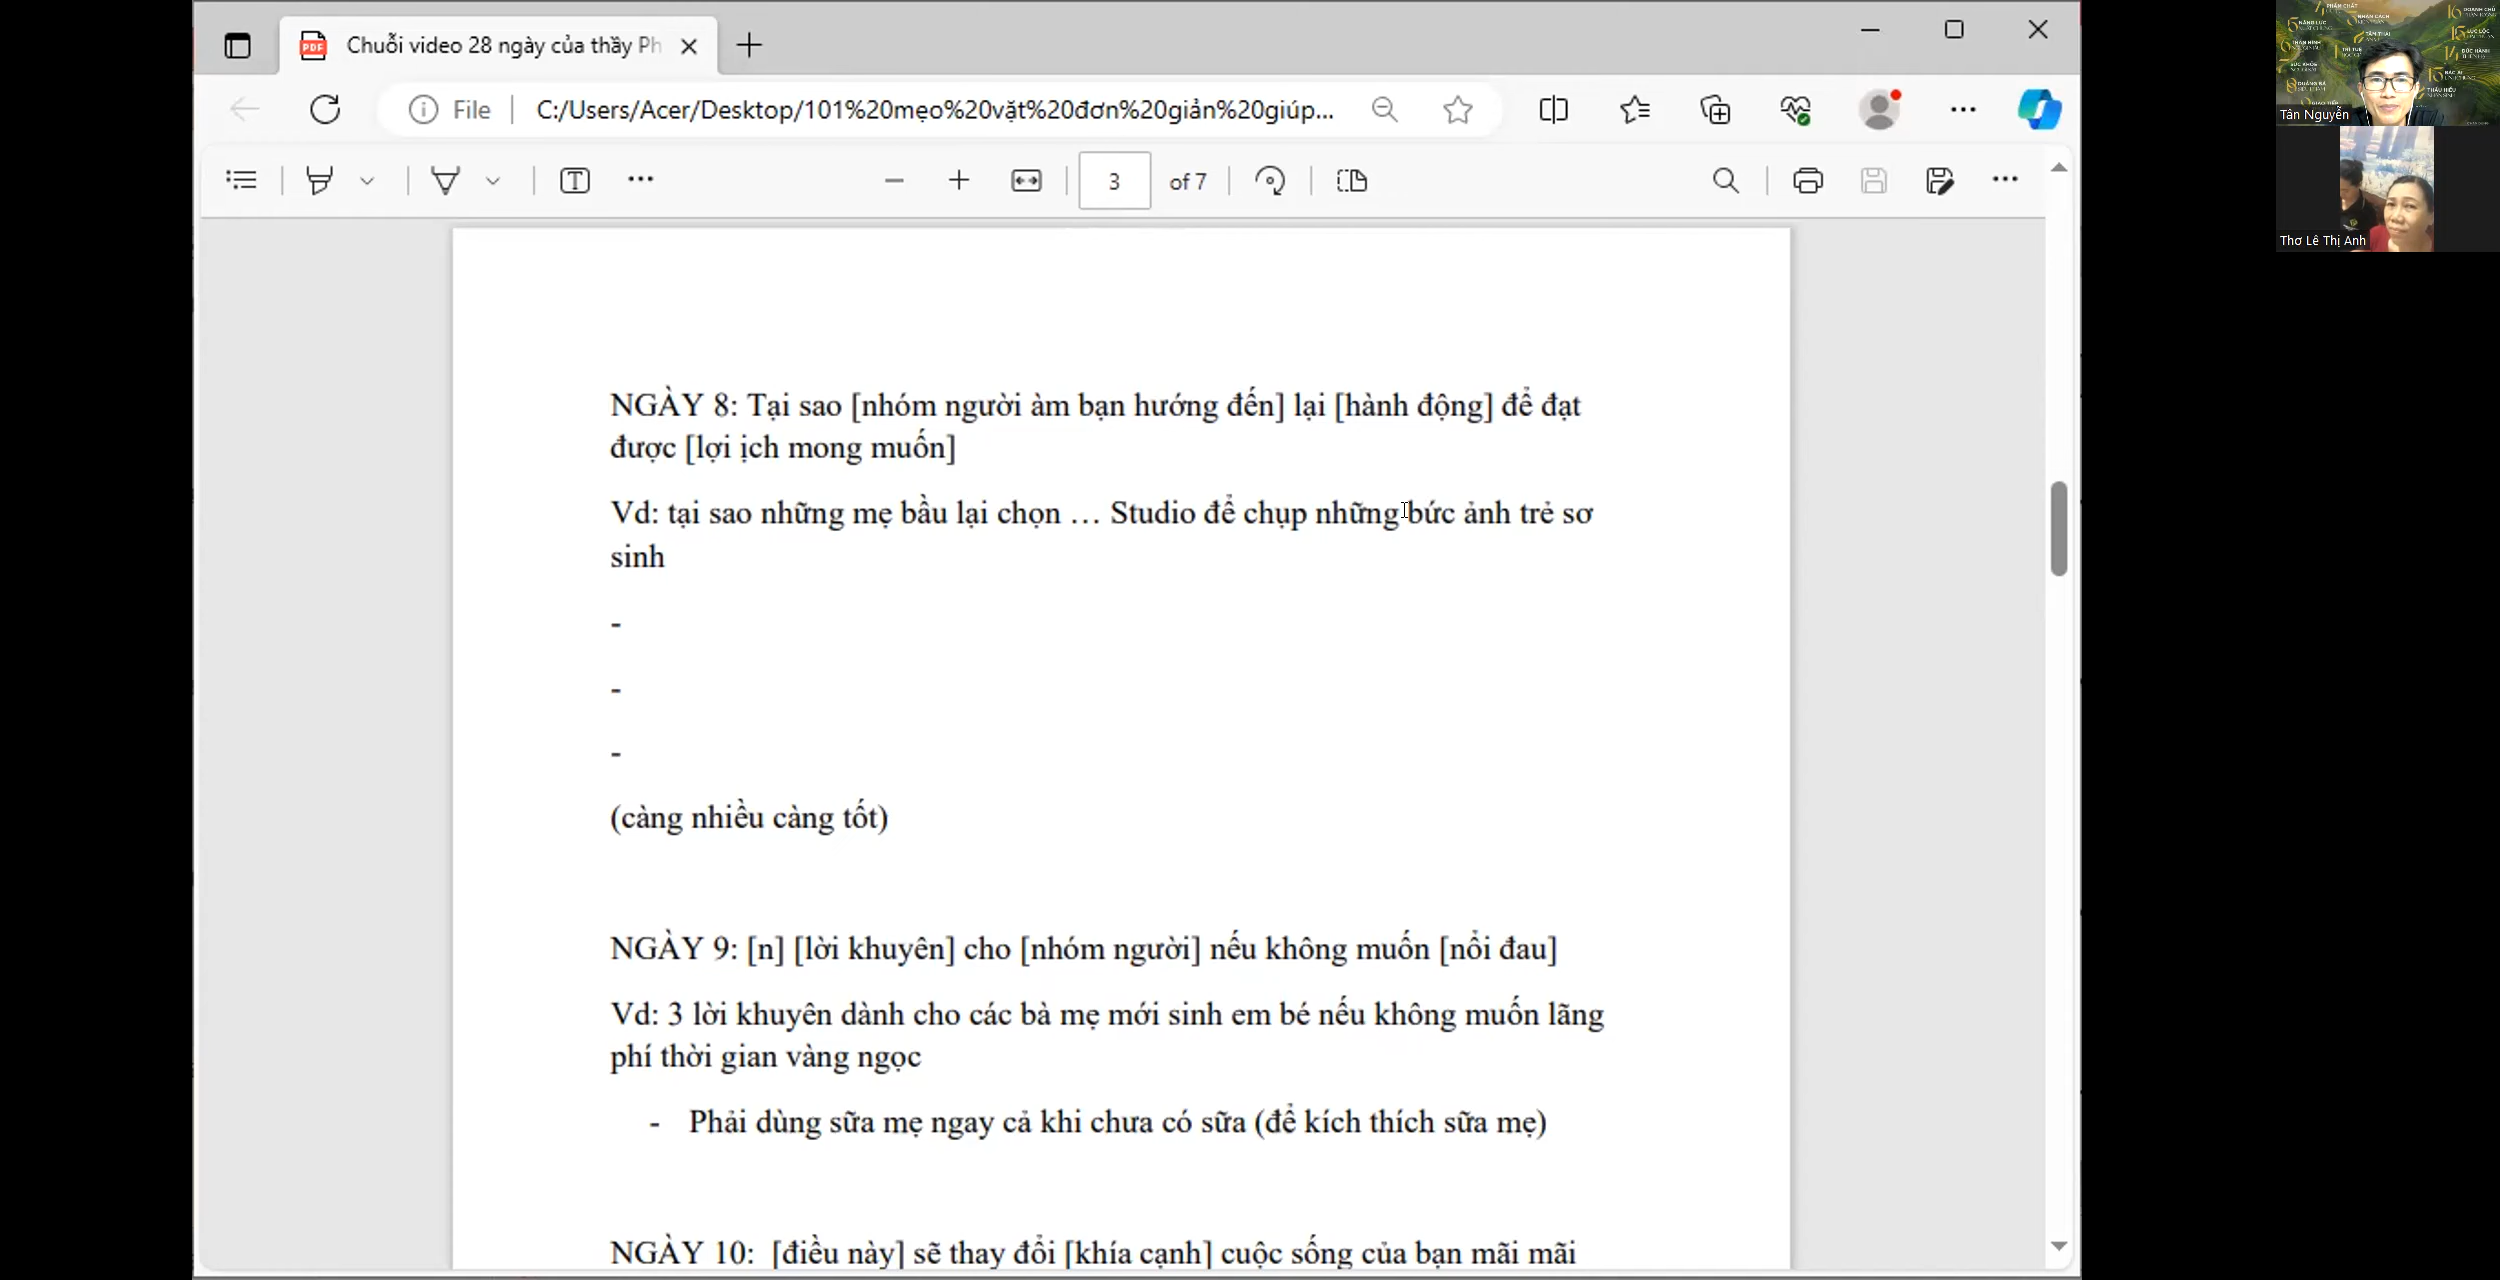 Chuỗi video 28 ngày của thầy Ph
File
C:/Users/Acer/Desktop/101%20mẹo%20vặt%20đơn%20giản%20giúp...
3 of 7
NGÀY 8: Tại sao [nhóm người àm bạn hướng đến] lại [hành động] để đạt
được [lợi ịch mong muốn]
Vd: tại sao những mẹ bầu lại chọn … Studio để chụp những bức ảnh trẻ sơ
sinh
-
-
-
(càng nhiều càng tốt)
NGÀY 9: [n] [lời khuyên] cho [nhóm người] nếu không muốn [nổi đau]
Vd: 3 lời khuyên dành cho các bà mẹ mới sinh em bé nếu không muốn lãng
phí thời gian vàng ngọc
- Phải dùng sữa mẹ ngay cả khi chưa có sữa (để kích thích sữa mẹ)
NGÀY 10: [điều này] sẽ thay đổi [khía cạnh] cuộc sống của bạn mãi mãi
Tân Nguyễn
Thơ Lê Thị Anh